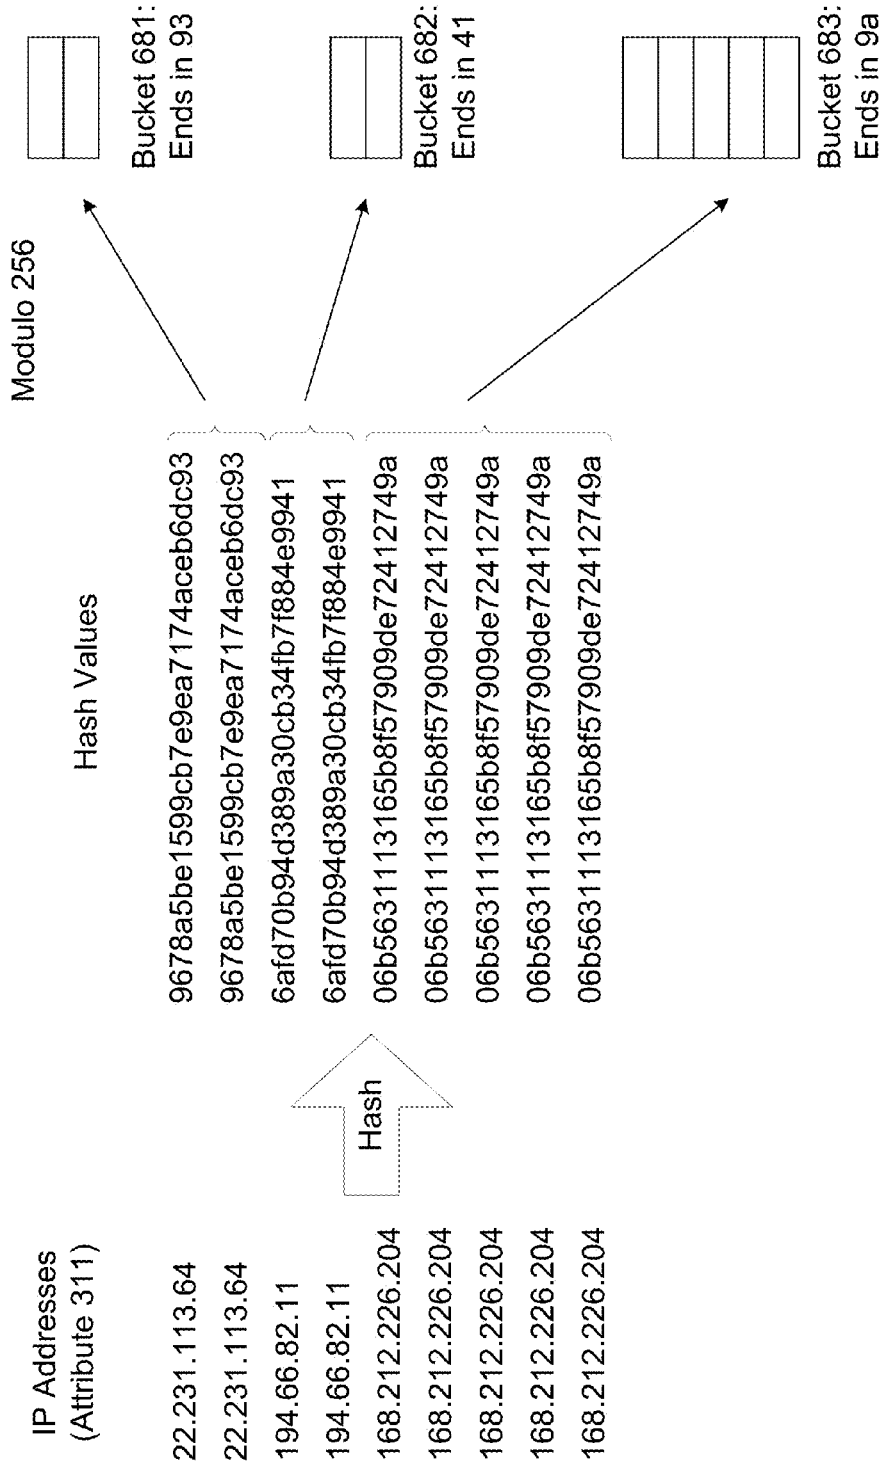 IP Addresses
(Attribute 311)
22.231.113.64
22.231.113.64
194.66.82.11
194.66.82.11
168.212.226.204
168.212.226.204
168.212.226.204
168.212.226.204
168.212.226.204
Hash
Hash Values
9678a5be1599cb7e9ea7174aceb6dc93
9678a5be1599cb7e9ea7174aceb6dc93
6afd70b94d389a30cb34fb7f884e9941
6afd70b94d389a30cb34fb7f884e9941
06b5631113165b8f57909de72412749a
06b5631113165b8f57909de72412749a
06b5631113165b8f57909de72412749a
06b5631113165b8f57909de72412749a
06b5631113165b8f57909de72412749a
Modulo 256
Bucket 681:
Ends in 93
Bucket 682:
Ends in 41
Bucket 683:
Ends in 9a